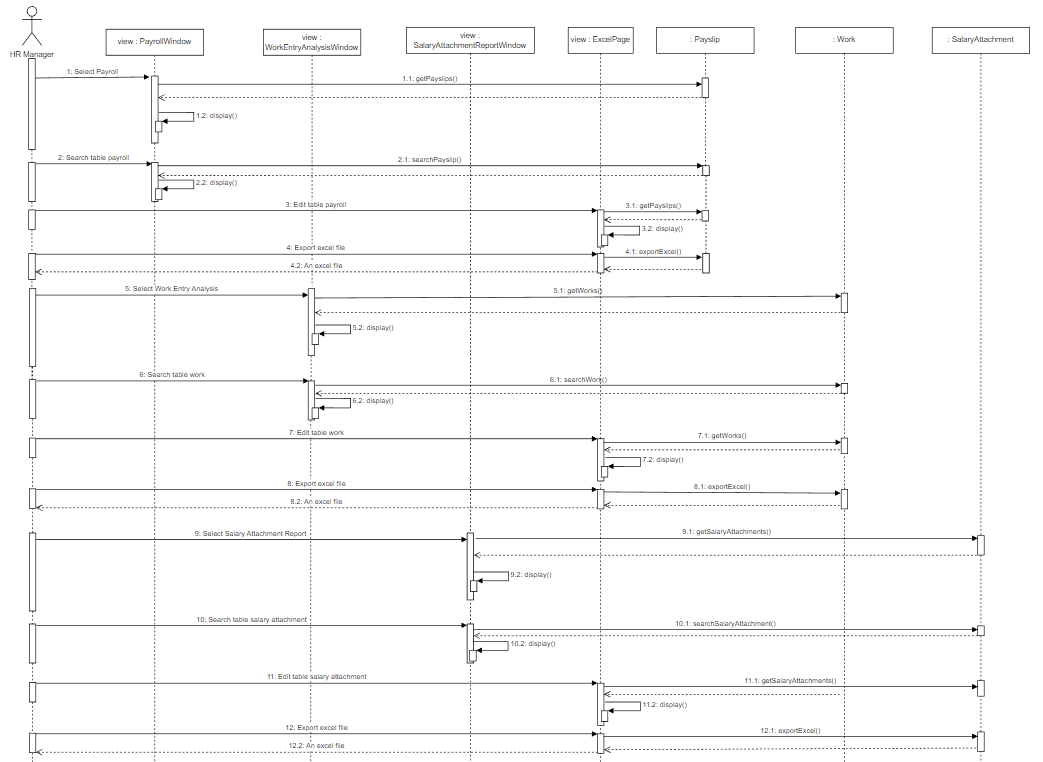 HR Manager
view : PayrollWindow
view :
WorkEntryAnalysisWindow
view :
SalaryAttachmentReportWindow
view : ExcelPage
: Payslip
: Work
: SalaryAttachment
1: Select Payroll
1.1: getPayslips()
1.2: display()
2: Search table payroll
2.1: searchPayslip()
2.2: display()
3: Edit table payroll
3.1: getPayslips()
3.2: display()
4: Export excel file
4.1: exportExcel()
4.2: An excel file
5: Select Work Entry Analysis
5.1: getWorks()
5.2: display()
6: Search table work
6.1: searchWork()
6.2: display()
7: Edit table work
7.1: getWorks()
7.2: display()
8: Export excel file
8.1: exportExcel()
8.2: An excel file
9: Select Salary Attachment Report
9.1: getSalaryAttachments()
9.2: display()
10: Search table salary attachment
10.1: searchSalaryAttachment()
10.2: display()
11: Edit table salary attachment
11.1: getSalaryAttachments()
11.2: display()
12: Export excel file
12.1: exportExcel()
12.2: An excel file